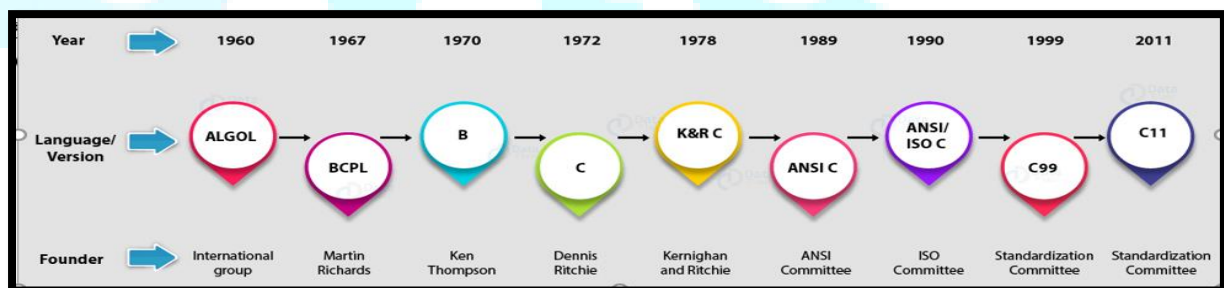 Year 1960 1967 1970 1972 1978 1989 1990 1999 2011
Language/
Version
ALGOL
BCPL
B
C
K&R C
ANSI C
ANSI/
ISO C
C99
C11
Founder
International
group
Martin
Richards
Ken
Thompson
Dennis
Ritchie
Kernighan
and Ritchie
ANSI
Committee
ISO
Committee
Standardization
Committee
Standardization
Committee